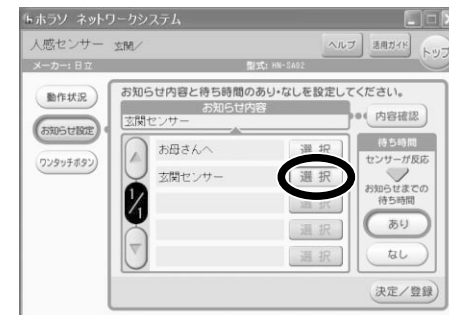 ホラソ ネットワークシステム
人感センサー 玄関/
ヘルプ
活用ガイド
トップ
メーカー:日立
型式: HN-SA02
動作状況
お知らせ設定
ワンタッチボタン
お知らせ内容と待ち時間のあり・なしを設定してください。
お知らせ内容
玄関センサー
内容確認
お母さんへ
選択
玄関センサー
選択
選択
選択
選択
1/1
待ち時間
センサーが反応
お知らせまでの
待ち時間
あり
なし
決定/登録